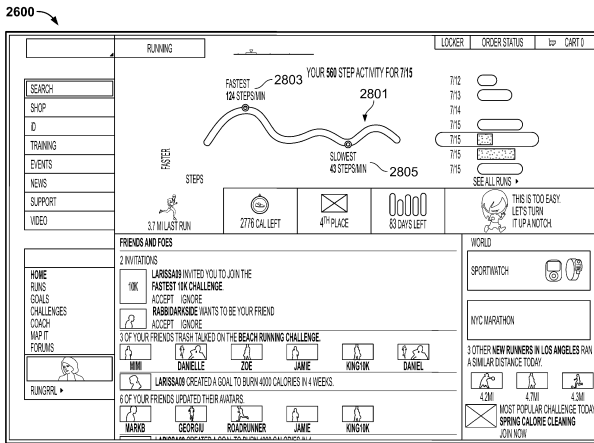 2600
RUNNING
LOCKER
ORDER STATUS
CART 0
SEARCH
SHOP
iD
TRAINING
EVENTS
NEWS
SUPPORT
VIDEO
YOUR 560 STEP ACTIVITY FOR 7/15
FASTEST
124 STEPS/MIN
2803
2801
SLOWEST
43 STEPS/MIN
2805
FASTER
STEPS
7/12
7/13
7/14
7/15
7/15
7/15
7/15
SEE ALL RUNS
3.7 MI LAST RUN
2776 CAL LEFT
4TH PLACE
83 DAYS LEFT
THIS IS TOO EASY.
LET'S TURN
IT UP A NOTCH.
HOME
RUNS
GOALS
CHALLENGES
COACH
MAP IT
FORUMS
RUNGRRL
FRIENDS AND FOES
2 INVITATIONS
10K
LARISSA09 INVITED YOU TO JOIN THE
FASTEST 10K CHALLENGE.
ACCEPT IGNORE
RABBIDARKSIDE WANTS TO BE YOUR FRIEND
ACCEPT IGNORE
3 OF YOUR FRIENDS TRASH TALKED ON THE BEACH RUNNING CHALLENGE.
MIMI DANIELLE ZOE JAMIE KING10K DANIEL
LARISSA09 CREATED A GOAL TO BURN 4000 CALORIES IN 4 WEEKS.
6 OF YOUR FRIENDS UPDATED THEIR AVATARS.
MARKB GEORGIU ROADRUNNER JAMIE KING10K
LARISSA09 CREATED A GOAL TO BURN 4000 CALORIES IN 4
WORLD
SPORTWATCH
NYC MARATHON
3 OTHER NEW RUNNERS IN LOS ANGELES RAN
A SIMILAR DISTANCE TODAY.
4.2MI 4.7MI 4.3MI
MOST POPULAR CHALLENGE TODAY
SPRING CALORIE CLEANING
JOIN NOW